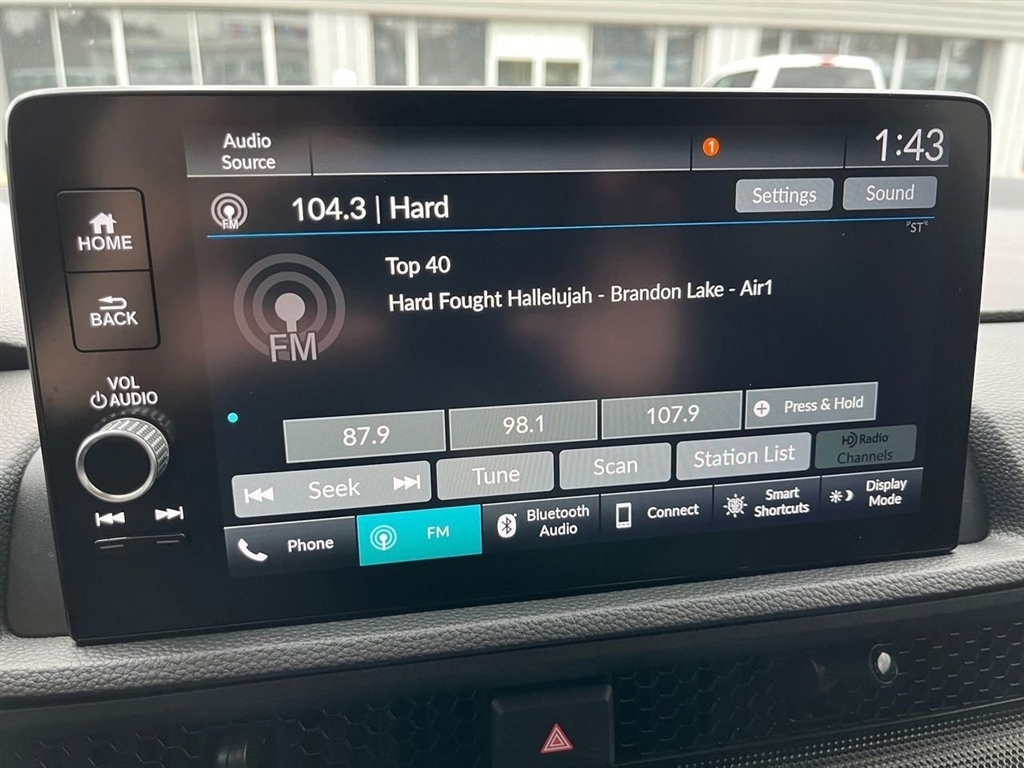 Audio
Source
1
1:43
FM
104.3 | Hard
Settings
Sound
"ST"
HOME
BACK
FM
Top 40
Hard Fought Hallelujah - Brandon Lake - Air1
VOL
AUDIO
87.9
98.1
107.9
Press & Hold
Seek
Tune
Scan
Station List
HD Radio
Channels
Phone
FM
Bluetooth
Audio
Connect
Smart
Shortcuts
Display
Mode